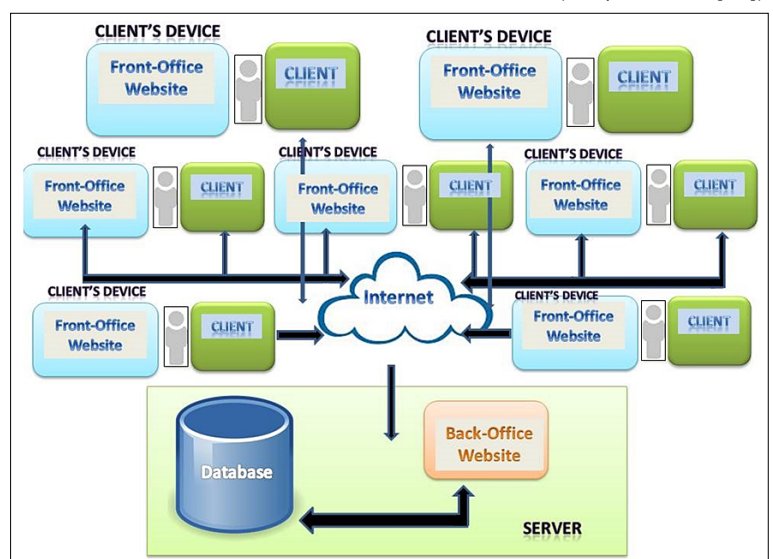 CLIENT'S DEVICE
CLIENT'S DEVICE
Front-Office
Website
CLIENT
Front-Office
Website
CLIENT
CLIENT'S DEVICE
CLIENT'S DEVICE
CLIENT'S DEVICE
Front-Office
Website
CLIENT
Front-Office
Website
CLIENT
Front-Office
Website
CLIENT
CLIENT'S DEVICE
Internet
CLIENT'S DEVICE
Front-Office
Website
CLIENT
Front-Office
Website
CLIENT
Database
Back-Office
Website
SERVER